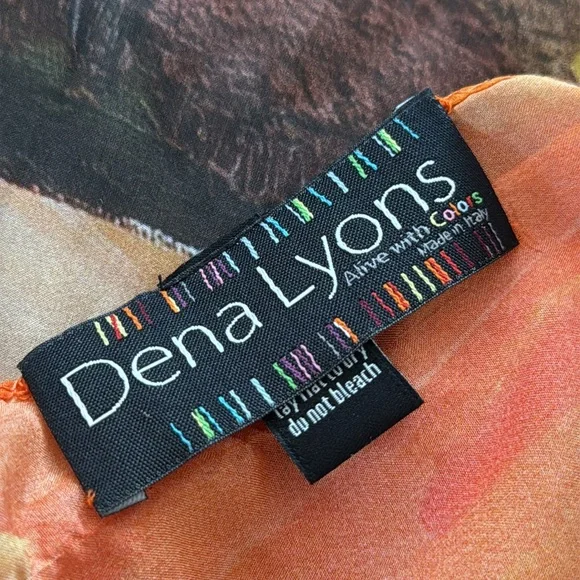 Dena Lyons
Alive with Colors
Made in Italy
lay flat to dry
do not bleach